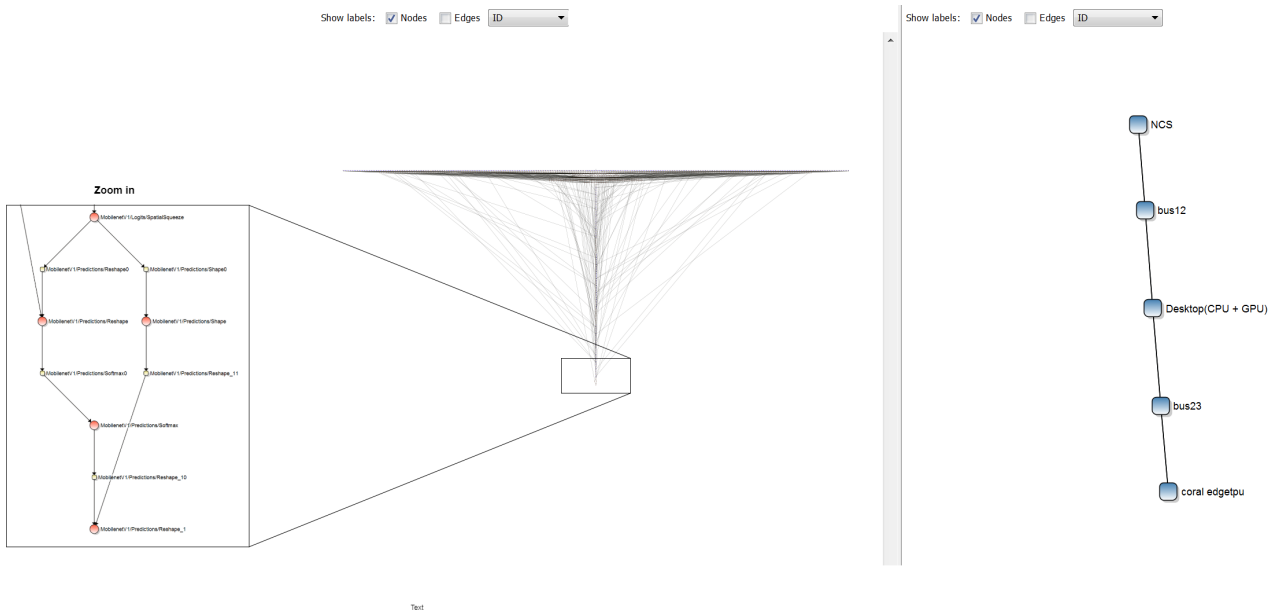 Show labels: Nodes Edges ID
Show labels: Nodes Edges ID
Zoom in
MobilenetV1/Logits/SpatialSqueeze
MobilenetV1/Predictions/Reshape0
MobilenetV1/Predictions/Shape0
MobilenetV1/Predictions/Reshape
MobilenetV1/Predictions/Shape
MobilenetV1/Predictions/Softmax0
MobilenetV1/Predictions/Reshape_11
MobilenetV1/Predictions/Softmax
MobilenetV1/Predictions/Reshape_10
MobilenetV1/Predictions/Reshape_1
NCS
bus12
Desktop(CPU + GPU)
bus23
coral edgetpu
Text